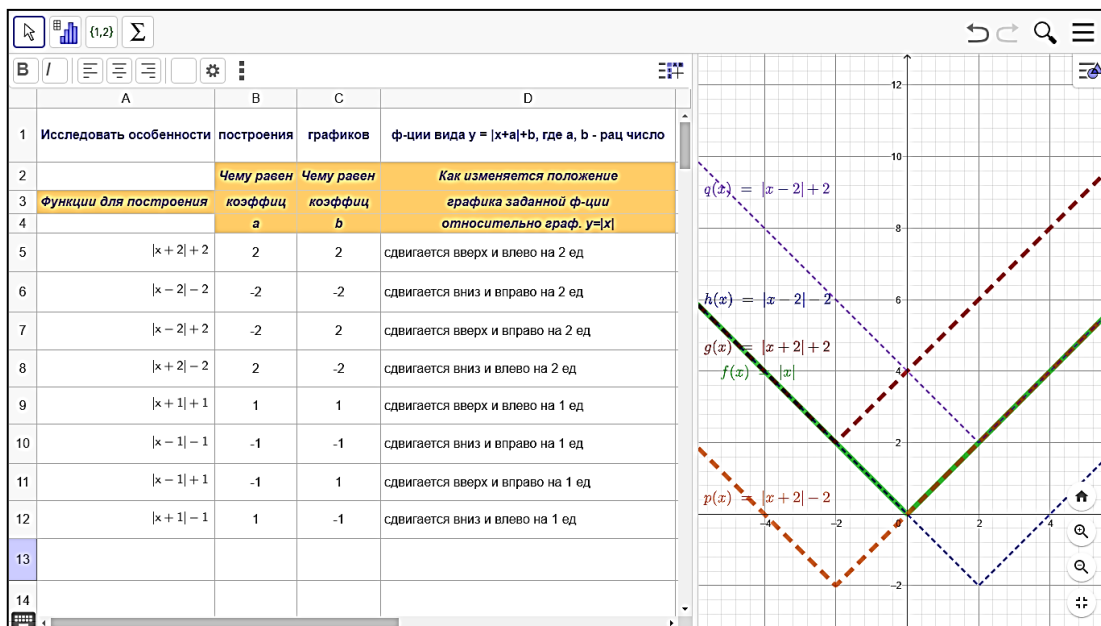 {1,2} Σ
B I
A B C D
1 Исследовать особенности построения графиков ф-ции вида y = |x+a|+b, где a, b - рац число
2 Чему равен Чему равен Как изменяется положение
3 Функции для построения коэффиц коэффиц графика заданной ф-ции
4 a b относительно граф. y=|x|
5 |x + 2| + 2 2 2 сдвигается вверх и влево на 2 ед
6 |x − 2| − 2 -2 -2 сдвигается вниз и вправо на 2 ед
7 |x − 2| + 2 -2 2 сдвигается вверх и вправо на 2 ед
8 |x + 2| − 2 2 -2 сдвигается вниз и влево на 2 ед
9 |x + 1| + 1 1 1 сдвигается вверх и влево на 1 ед
10 |x − 1| − 1 -1 -1 сдвигается вниз и вправо на 1 ед
11 |x − 1| + 1 -1 1 сдвигается вверх и вправо на 1 ед
12 |x + 1| − 1 1 -1 сдвигается вниз и влево на 1 ед
13
14
12
10
q(x) = |x − 2| + 2
8
h(x) = |x − 2| − 2
6
g(x) = |x + 2| + 2
f(x) = |x|
4
2
p(x) = |x + 2| − 2
−4 −2 0 2 4
−2